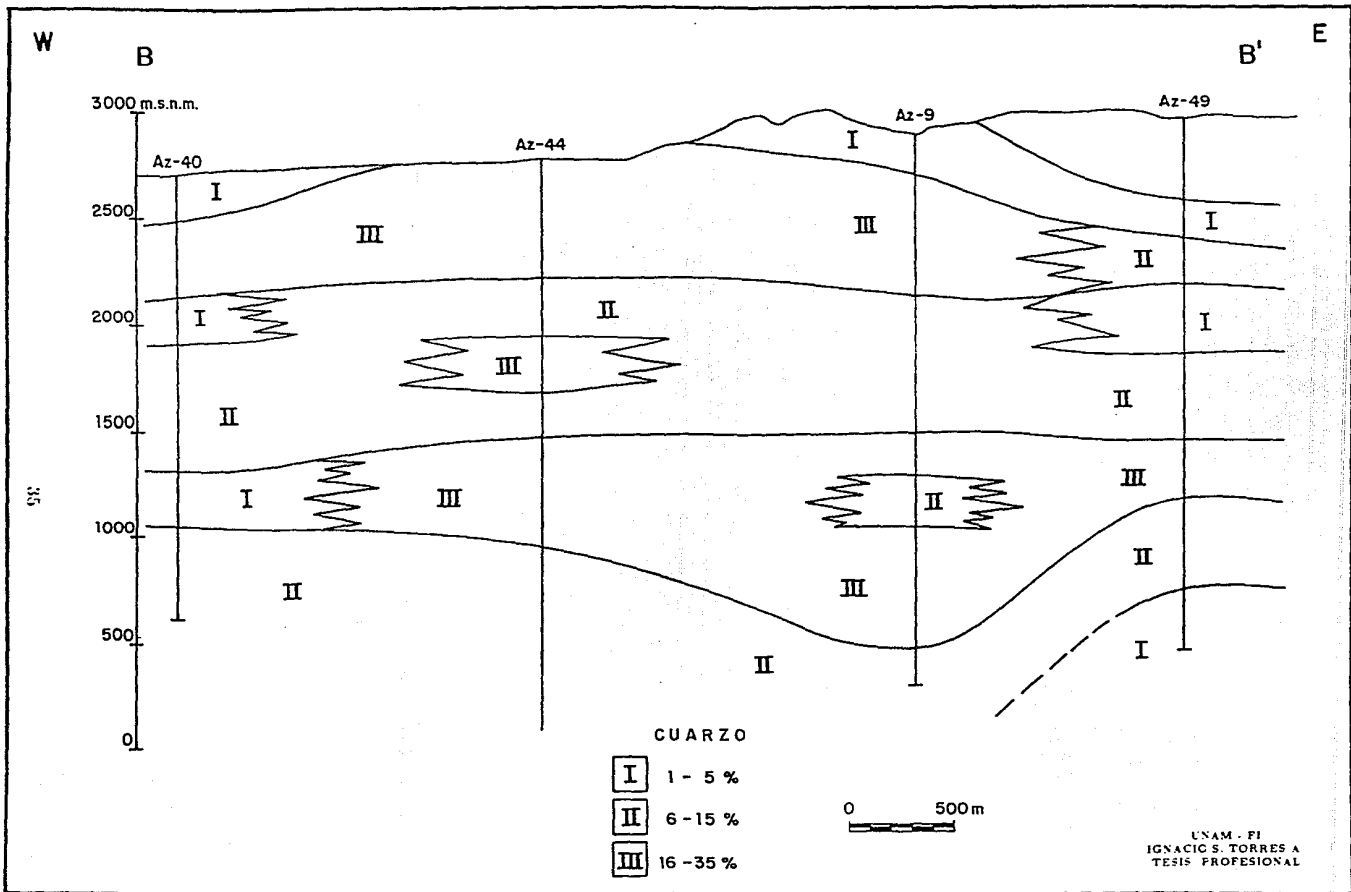 W
E
B
B'
3000 m.s.n.m.
Az-40
Az-44
Az-9
Az-49
I
I
2500
III
III
I
II
2000
I
II
I
III
1500
II
II
I
III
II
III
1000
II
III
II
500
II
I
0
35
CUARZO
I 1 - 5 %
II 6 - 15 %
III 16 - 35 %
0 500 m
UNAM - FI
IGNACIO S. TORRES A
TESIS PROFESIONAL